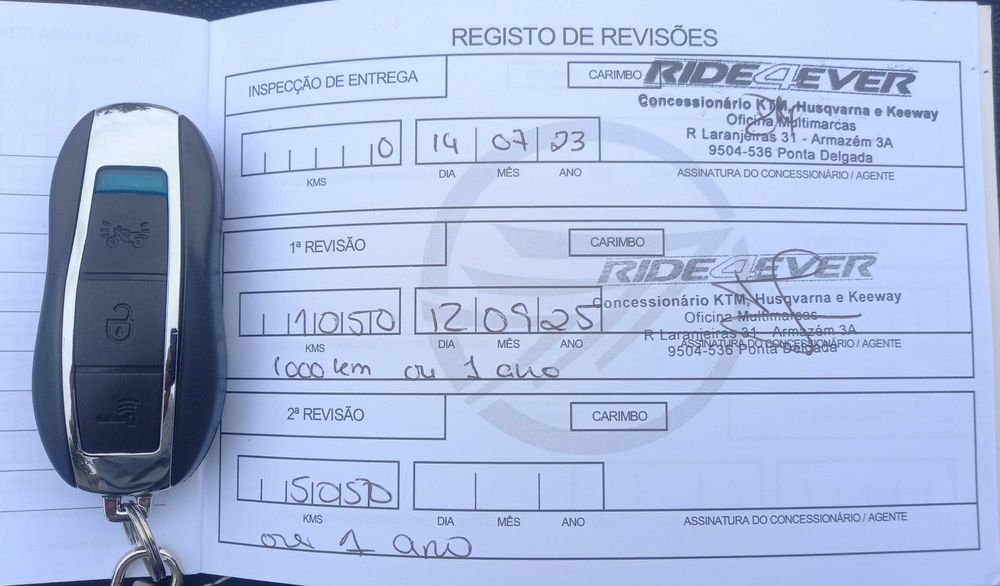 REGISTO DE REVISÕES
INSPECÇÃO DE ENTREGA
CARIMBO
RIDE4EVER
Concessionário KTM, Husqvarna e Keeway
Oficina Multimarcas
R Laranjeiras 31 - Armazém 3A
9504-536 Ponta Delgada
0
14 07 23
KMS
DIA MÊS ANO
ASSINATURA DO CONCESSIONÁRIO / AGENTE
1ª REVISÃO
CARIMBO
RIDE4EVER
Concessionário KTM, Husqvarna e Keeway
Oficina Multimarcas
R Laranjeiras 31 - Armazém 3A
9504-536 Ponta Delgada
1050
12 09 25
KMS
DIA MÊS ANO
ASSINATURA DO CONCESSIONÁRIO / AGENTE
1000 km ou 1 ano
2ª REVISÃO
CARIMBO
5050
KMS
DIA MÊS ANO
ASSINATURA DO CONCESSIONÁRIO / AGENTE
ou 1 ano